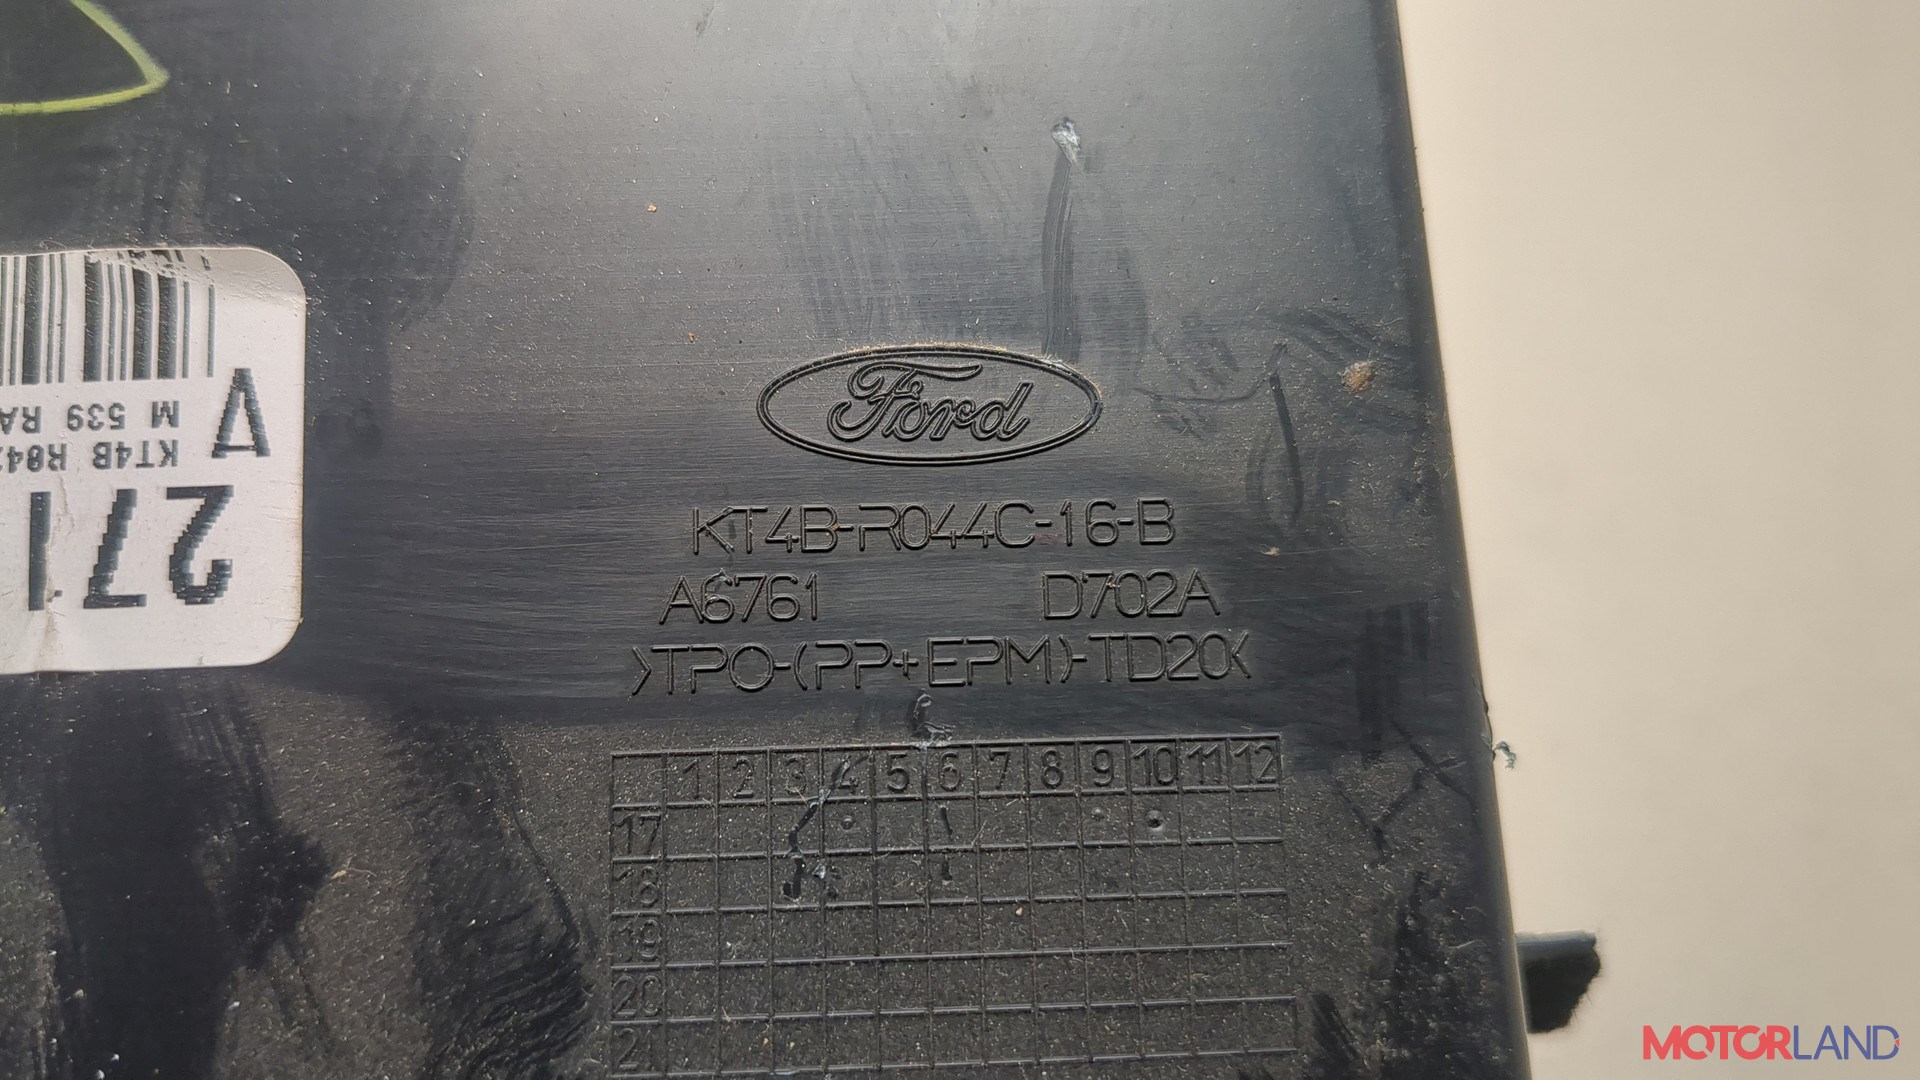 Ford
KT4B-R044C-16-B
A6761 D702A
>TPO-(PP+EPM)-TD20<
1 2 3 4 5 6 7 8 9 10 11 12
17
18
19
20
271
KT4B
M 539
V
MOTORLAND